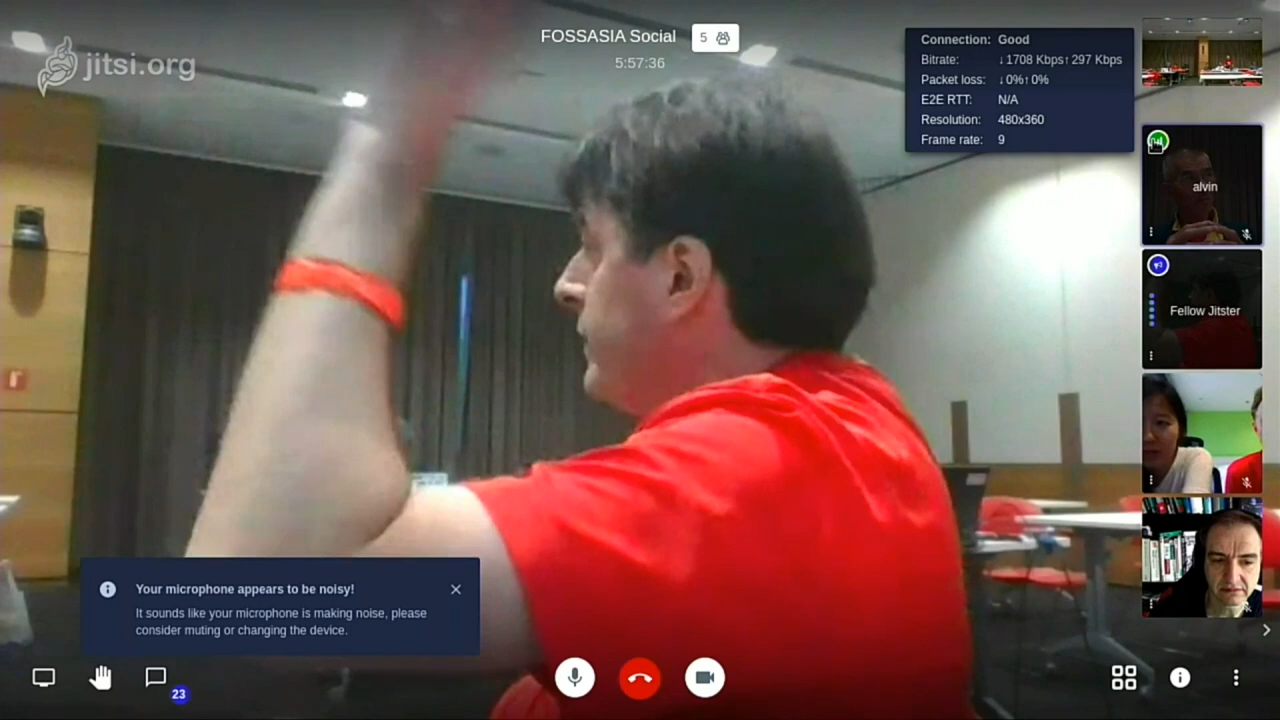 jitsi.org
FOSSASIA Social
5
5:57:36
Connection: Good
Bitrate: ↓1708 Kbps↑ 297 Kbps
Packet loss: ↓0%↑ 0%
E2E RTT: N/A
Resolution: 480x360
Frame rate: 9
alvin
Fellow Jitster
Your microphone appears to be noisy!
It sounds like your microphone is making noise, please
consider muting or changing the device.
23